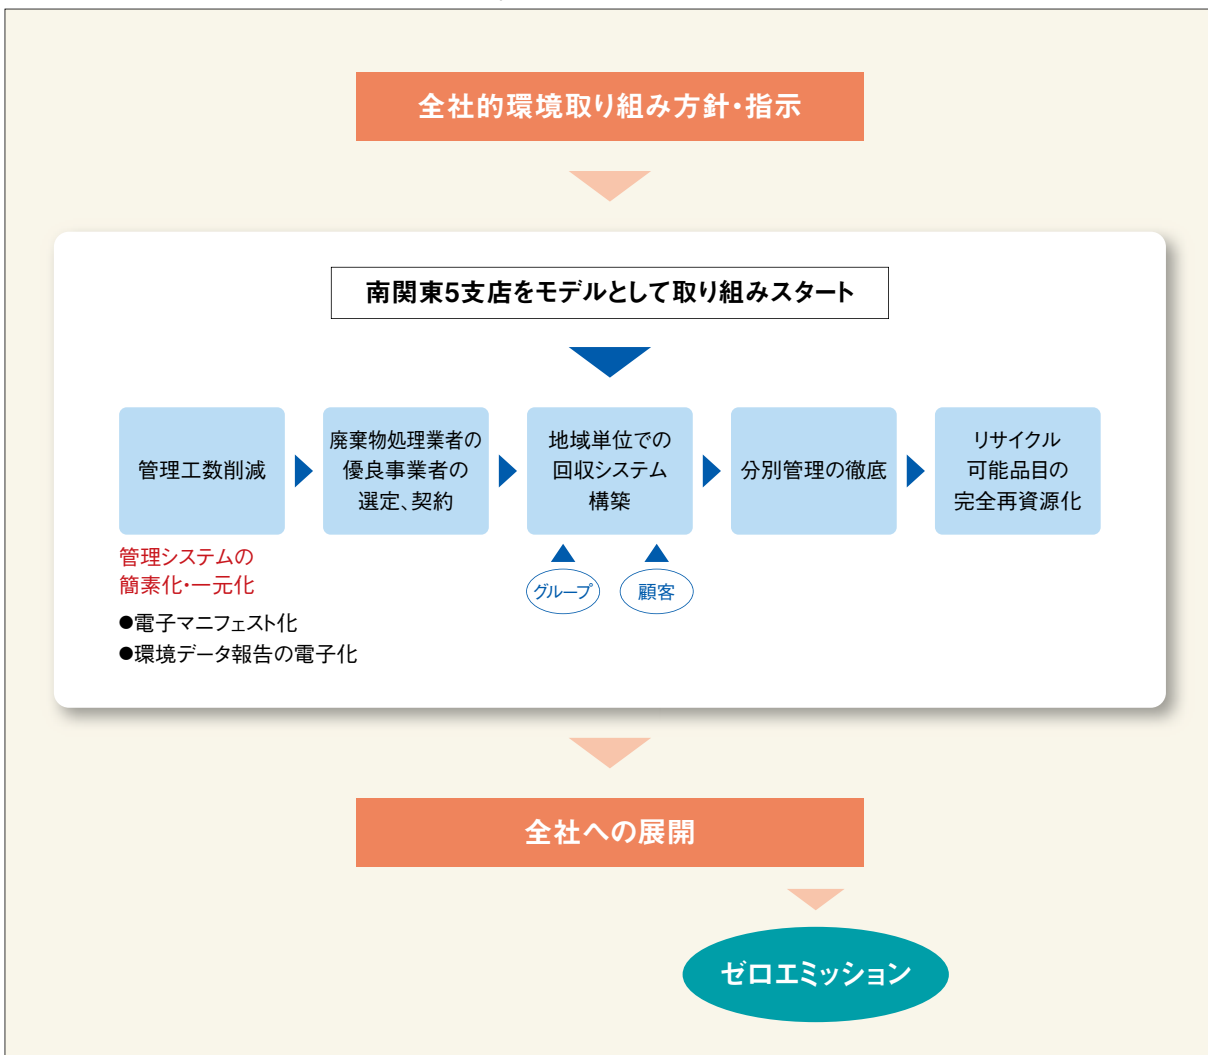 全社的環境取り組み方針・指示
南関東5支店をモデルとして取り組みスタート
管理工数削減
廃棄物処理業者の
優良事業者の
選定、契約
地域単位での
回収システム
構築
分別管理の徹底
リサイクル
可能品目の
完全再資源化
管理システムの
簡素化・一元化
●電子マニフェスト化
●環境データ報告の電子化
グループ
顧客
全社への展開
ゼロエミッション